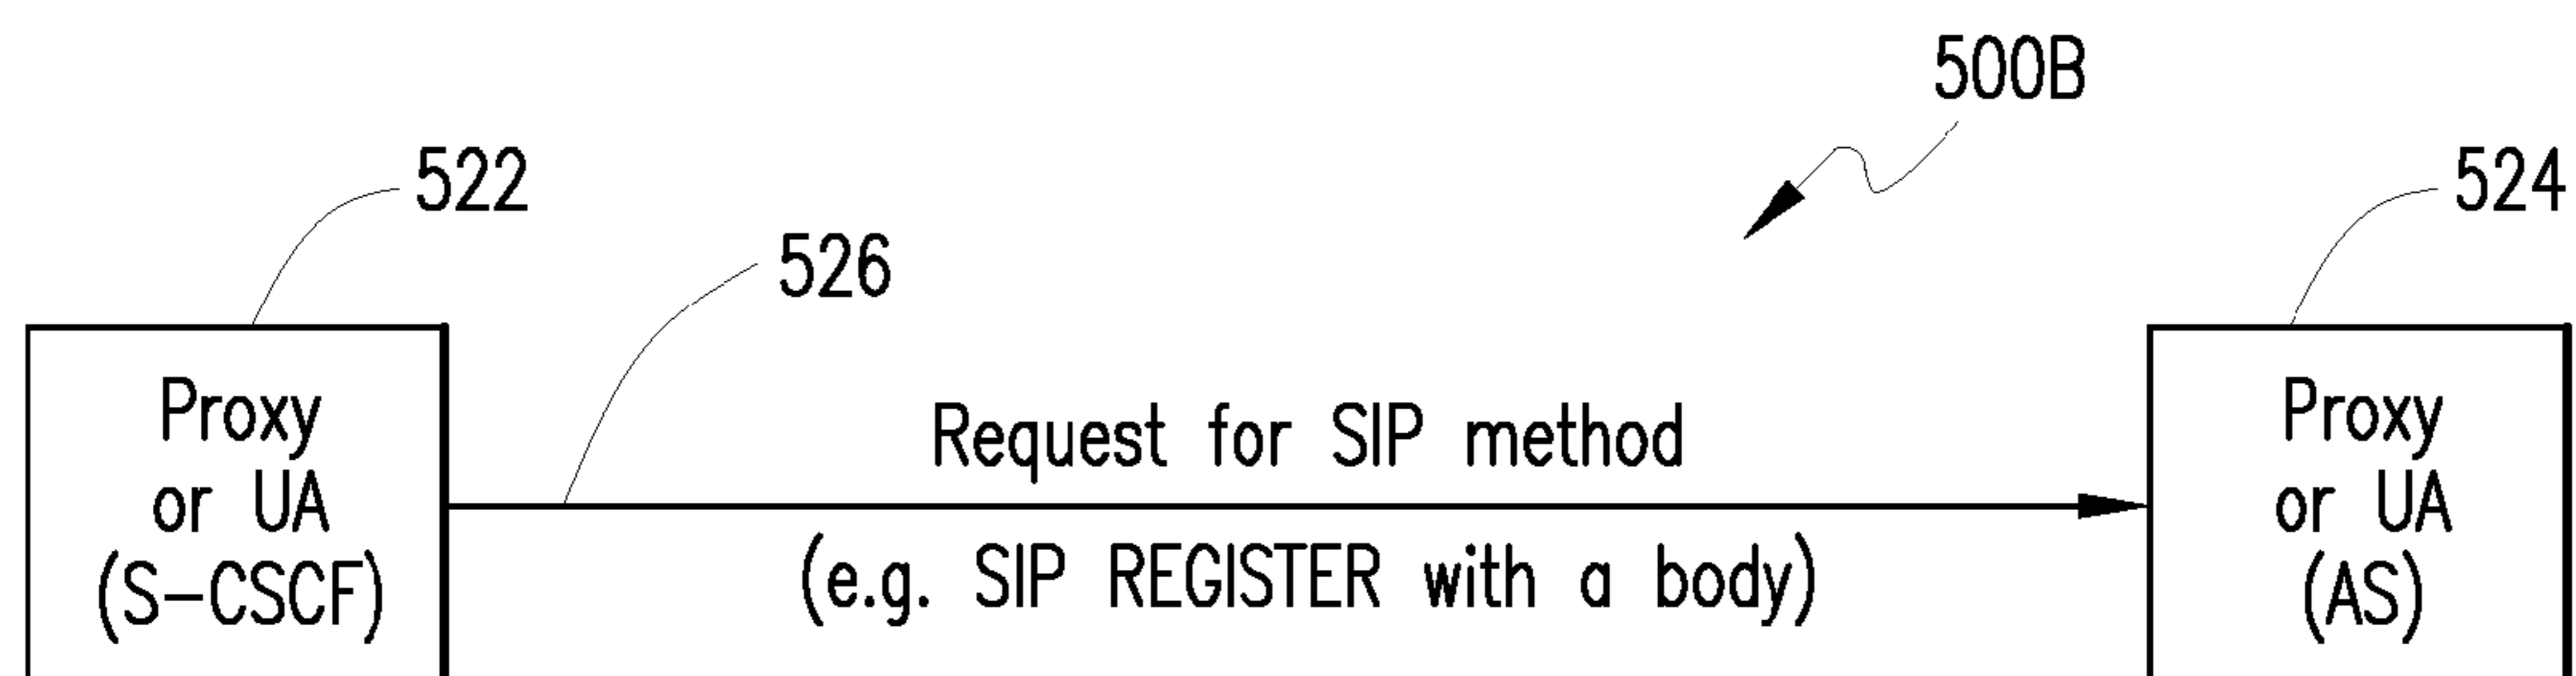 500B
522
524
526
Proxy
or UA
(S-CSCF)
Request for SIP method
(e.g. SIP REGISTER with a body)
Proxy
or UA
(AS)